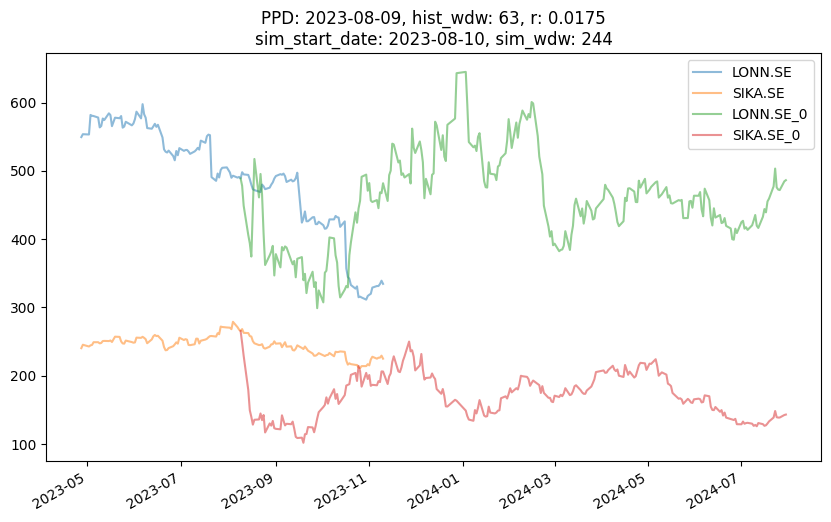 PPD: 2023-08-09, hist_wdw: 63, r: 0.0175
sim_start_date: 2023-08-10, sim_wdw: 244
LONN.SE
SIKA.SE
LONN.SE_0
SIKA.SE_0
600
500
400
300
200
100
2023-05
2023-07
2023-09
2023-11
2024-01
2024-03
2024-05
2024-07